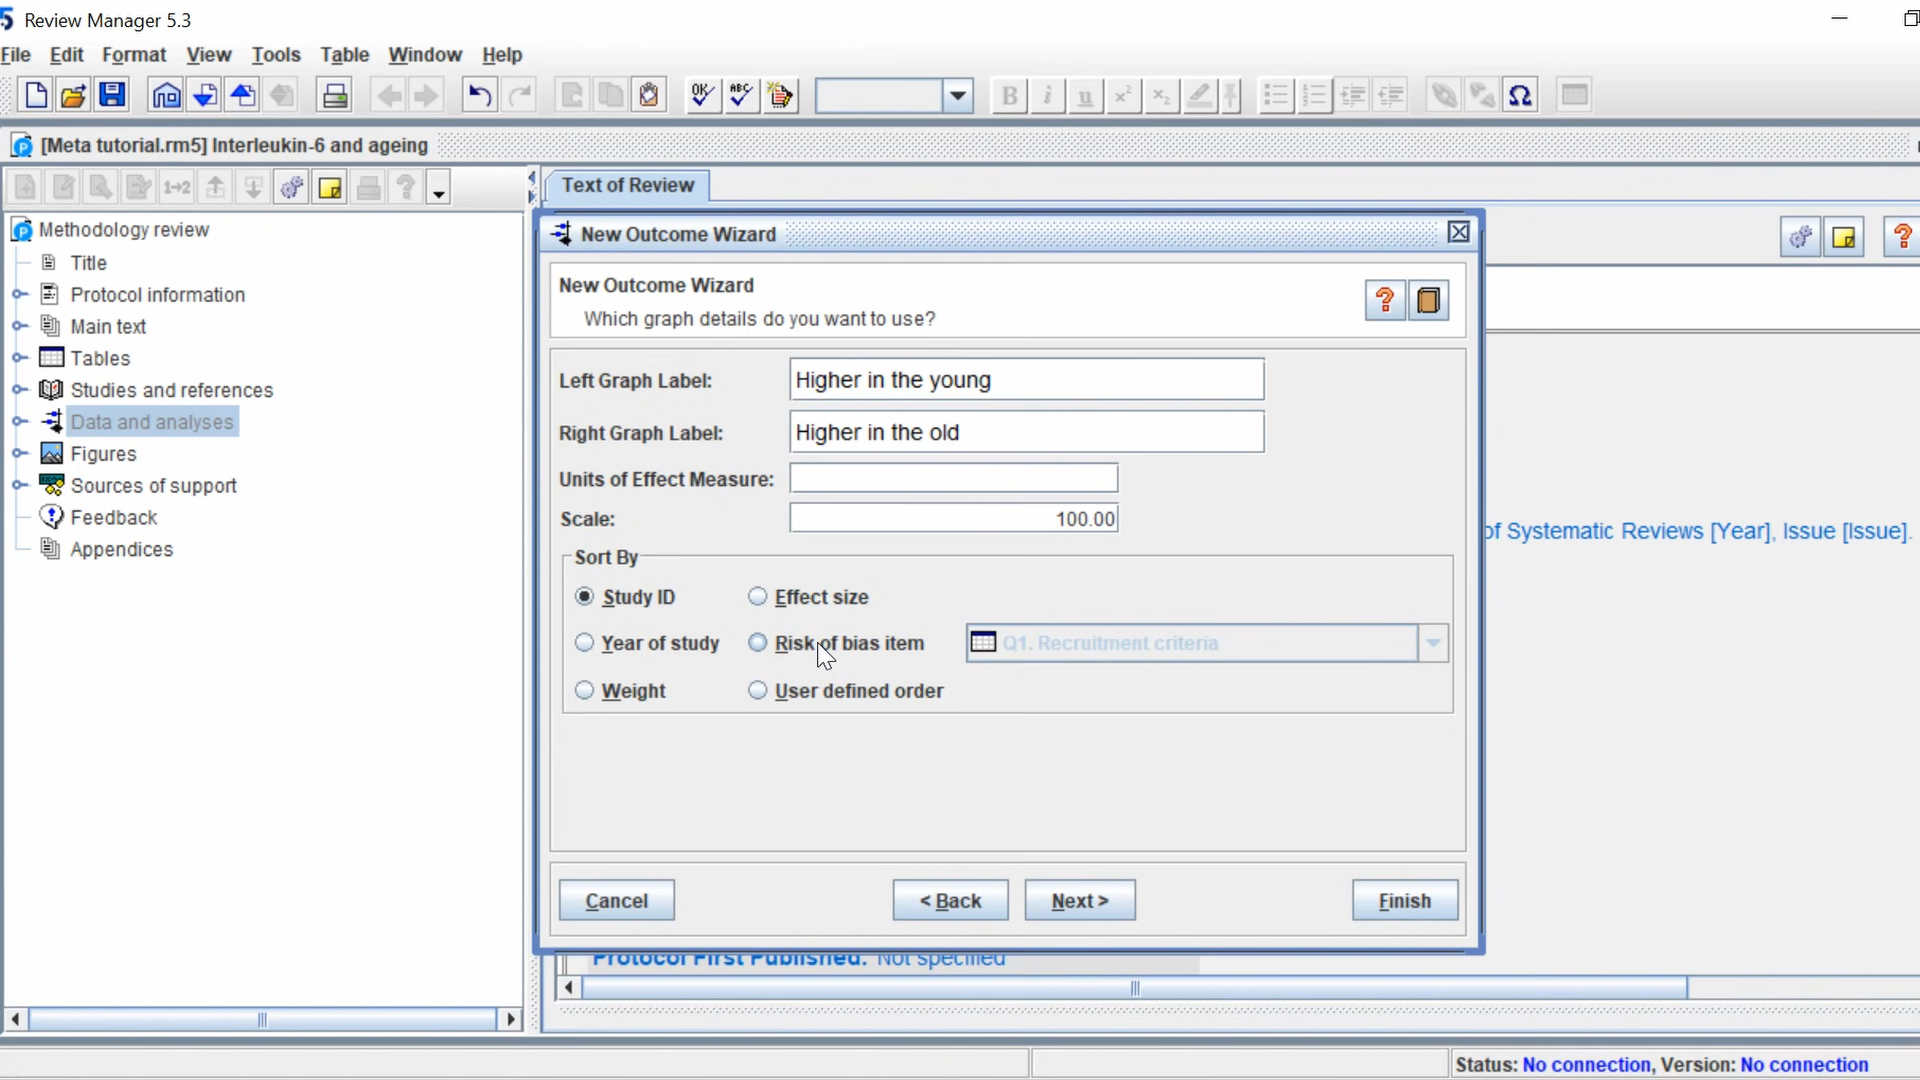 Review Manager 5.3
File Edit Format View Tools Table Window Help
[Meta tutorial.rm5] Interleukin-6 and ageing
Text of Review
Methodology review
Title
Protocol information
Main text
Tables
Studies and references
Data and analyses
Figures
Sources of support
Feedback
Appendices
New Outcome Wizard
New Outcome Wizard
Which graph details do you want to use?
Left Graph Label: Higher in the young
Right Graph Label: Higher in the old
Units of Effect Measure:
Scale: 100.00
Sort By
Study ID Effect size
Year of study Risk of bias item Q1. Recruitment criteria
Weight User defined order
Cancel < Back Next > Finish
of Systematic Reviews [Year], Issue [Issue].
Protocol First Published: Not specified
Status: No connection, Version: No connection